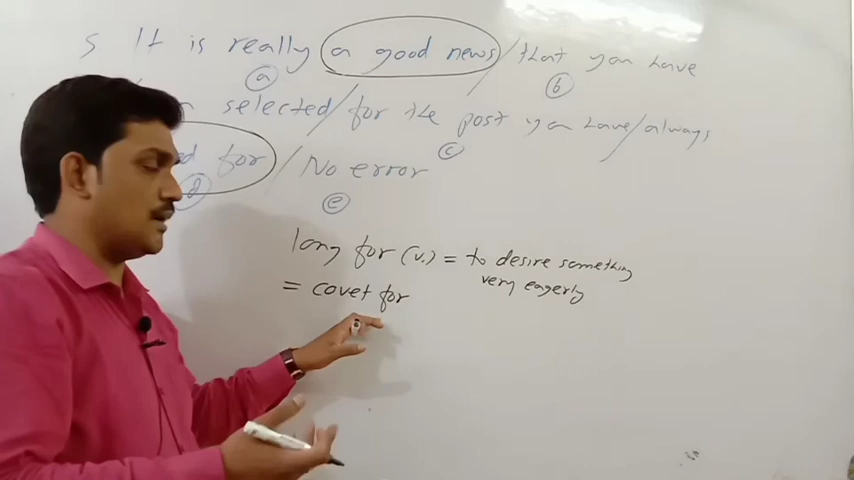 S It is really a good news / that you have
(a) (b)
selected / for the post you have / always
(c)
for / No error
(d) (e)
long for (v.) = to desire something
very eagerly
= covet for